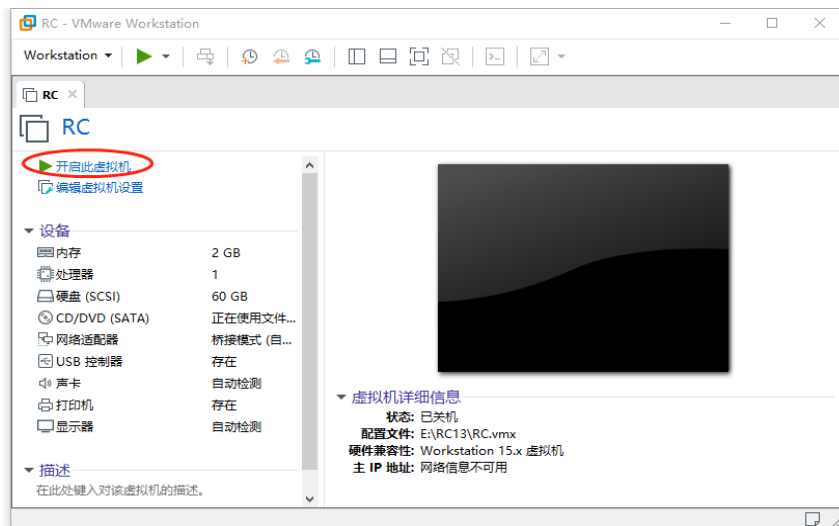 RC - VMware Workstation
Workstation
RC
RC
开启此虚拟机
编辑虚拟机设置
设备
内存 2 GB
处理器 1
硬盘 (SCSI) 60 GB
CD/DVD (SATA) 正在使用文件...
网络适配器 桥接模式 (自...
USB 控制器 存在
声卡 自动检测
打印机 存在
显示器 自动检测
描述
在此处键入对该虚拟机的描述。
虚拟机详细信息
状态: 已关机
配置文件: E:\RC13\RC.vmx
硬件兼容性: Workstation 15.x 虚拟机
主 IP 地址: 网络信息不可用